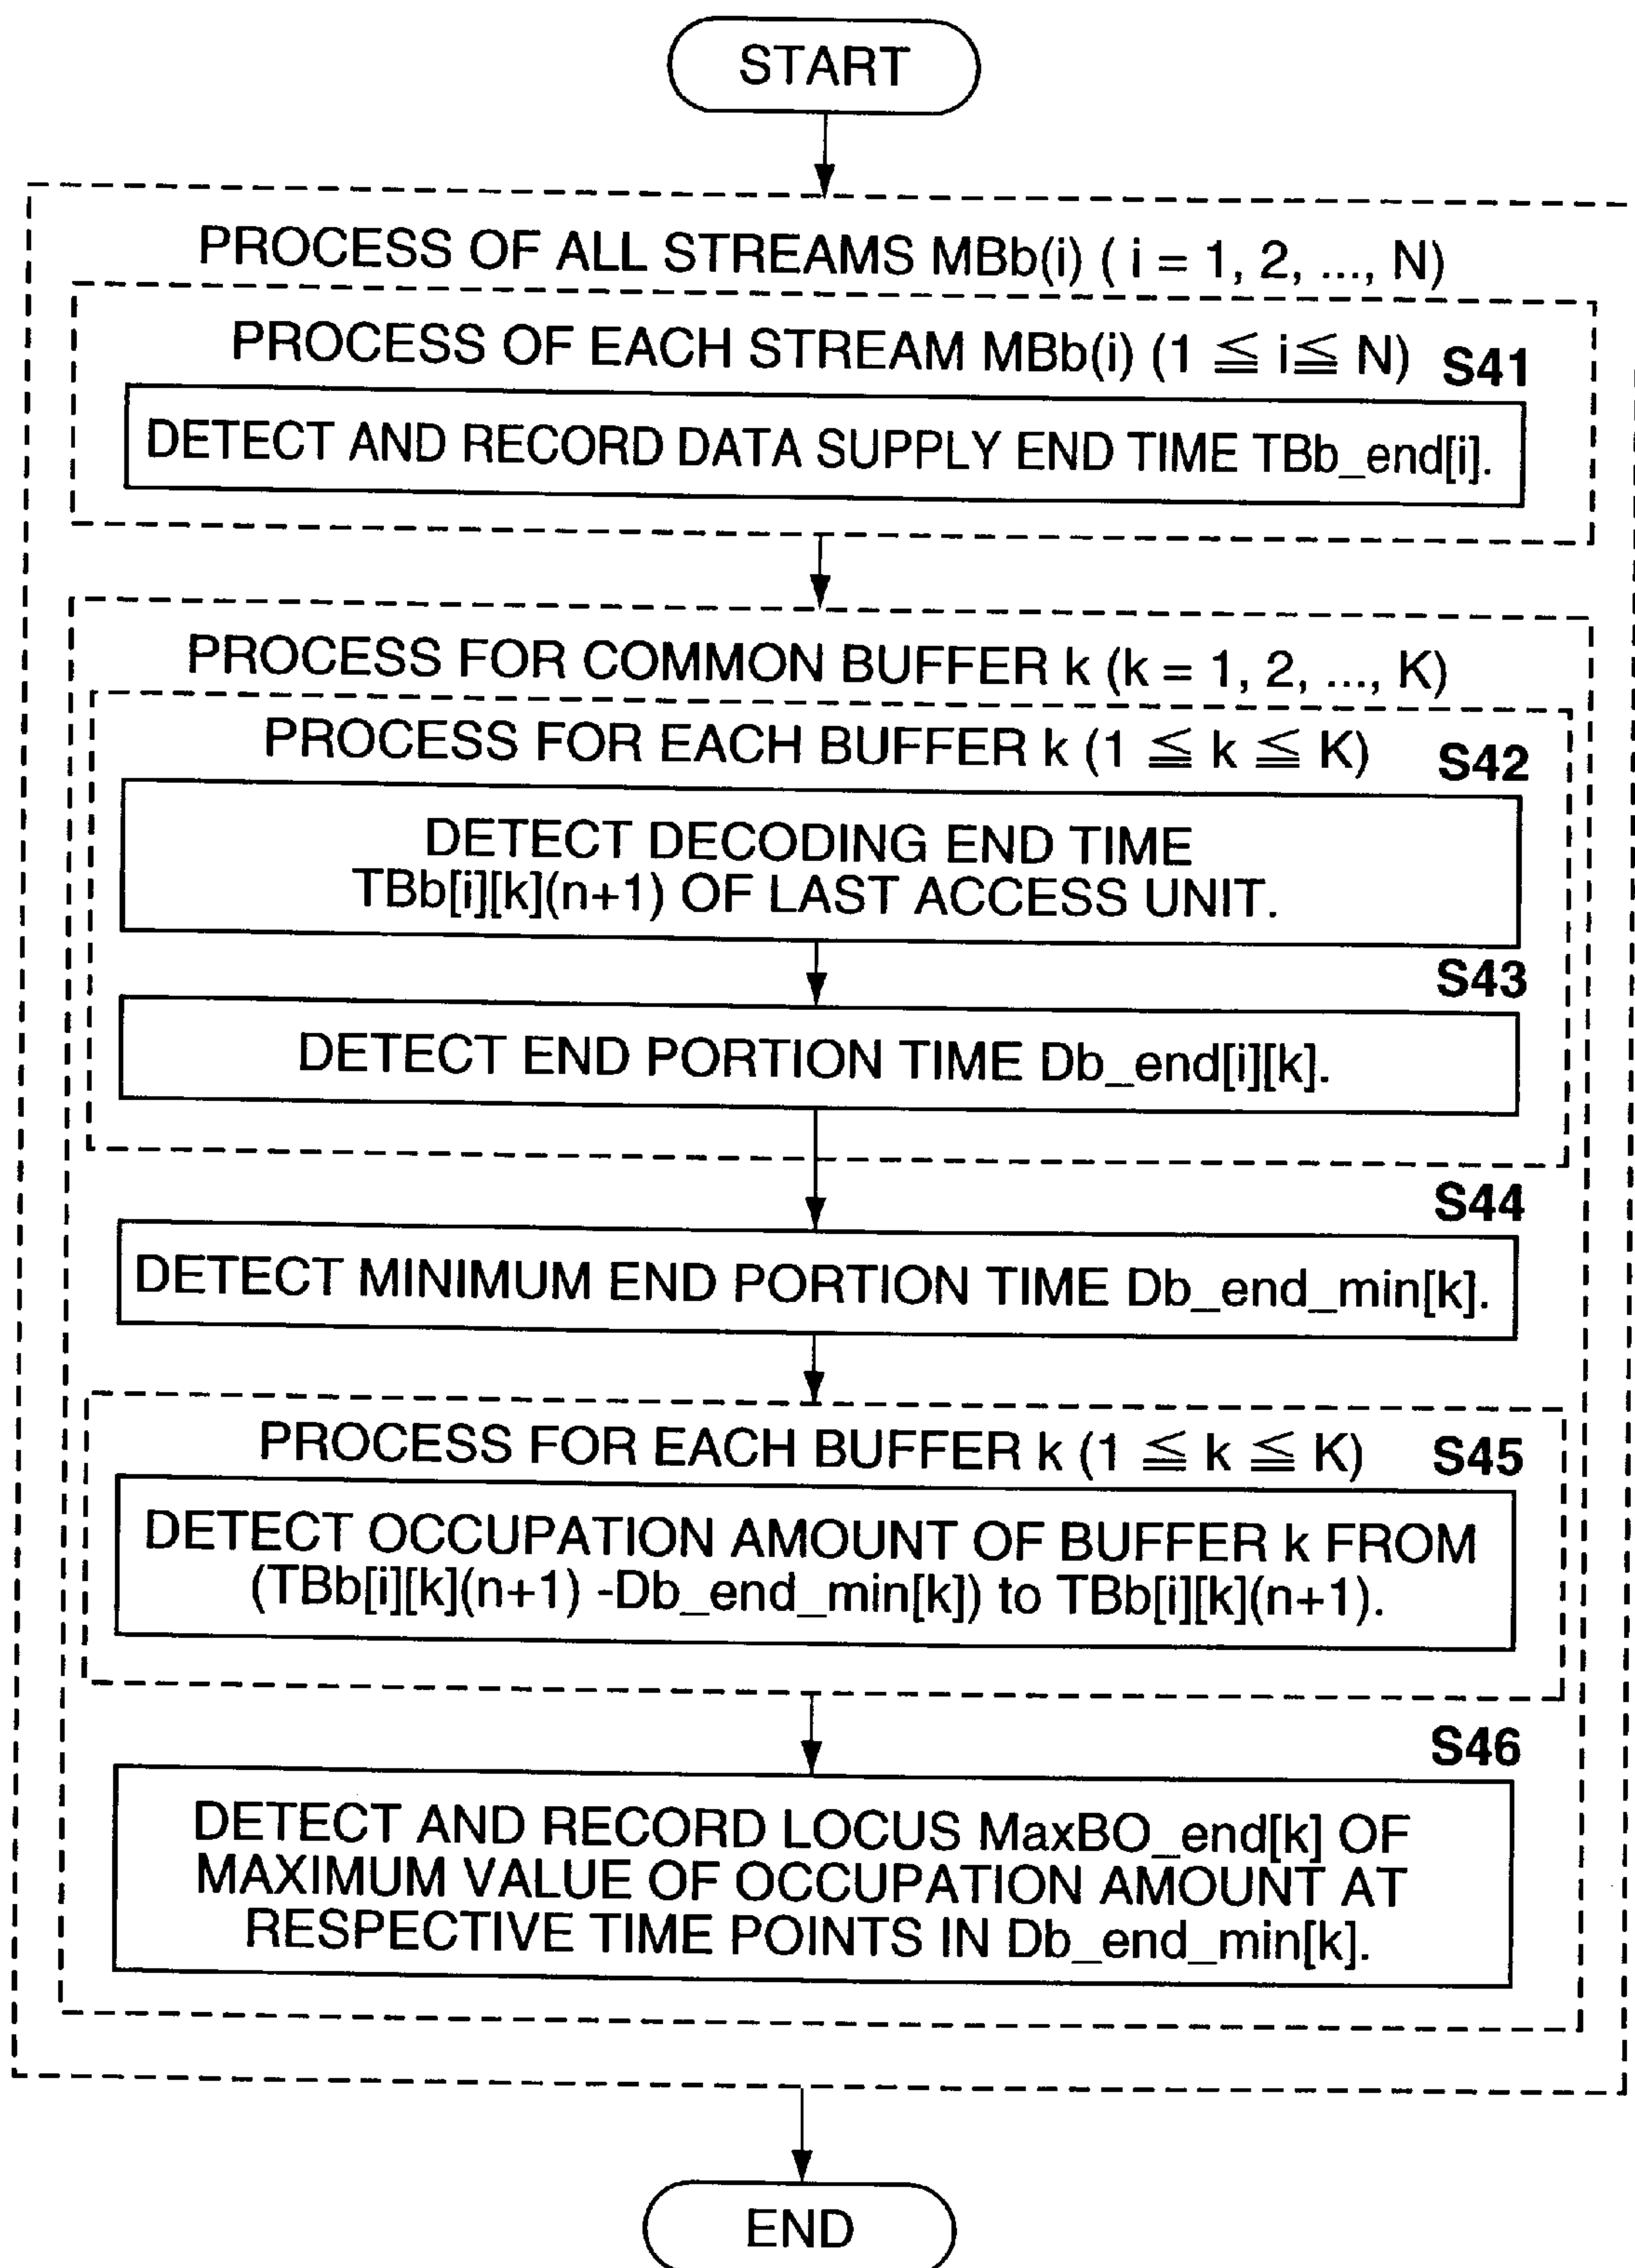 START
PROCESS OF ALL STREAMS MBb(i) ( i = 1, 2, ..., N)
PROCESS OF EACH STREAM MBb(i) (1 ≦ i ≦ N) S41
DETECT AND RECORD DATA SUPPLY END TIME TBb_end[i].
PROCESS FOR COMMON BUFFER k (k = 1, 2, ..., K)
PROCESS FOR EACH BUFFER k (1 ≦ k ≦ K) S42
DETECT DECODING END TIME
TBb[i][k](n+1) OF LAST ACCESS UNIT.
S43
DETECT END PORTION TIME Db_end[i][k].
S44
DETECT MINIMUM END PORTION TIME Db_end_min[k].
PROCESS FOR EACH BUFFER k (1 ≦ k ≦ K) S45
DETECT OCCUPATION AMOUNT OF BUFFER k FROM
(TBb[i][k](n+1) -Db_end_min[k]) to TBb[i][k](n+1).
S46
DETECT AND RECORD LOCUS MaxBO_end[k] OF
MAXIMUM VALUE OF OCCUPATION AMOUNT AT
RESPECTIVE TIME POINTS IN Db_end_min[k].
END